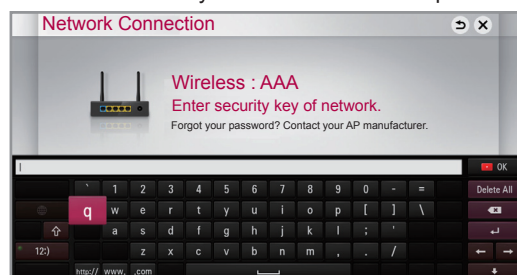 Network Connection
Wireless : AAA
Enter security key of network.
Forgot your password? Contact your AP manufacturer.
OK
` 1 2 3 4 5 6 7 8 9 0 - = Delete All
q w e r t y u i o p [ ] \
a s d f g h j k l ; '
12:) z x c v b n m , . /
http:// www. .com